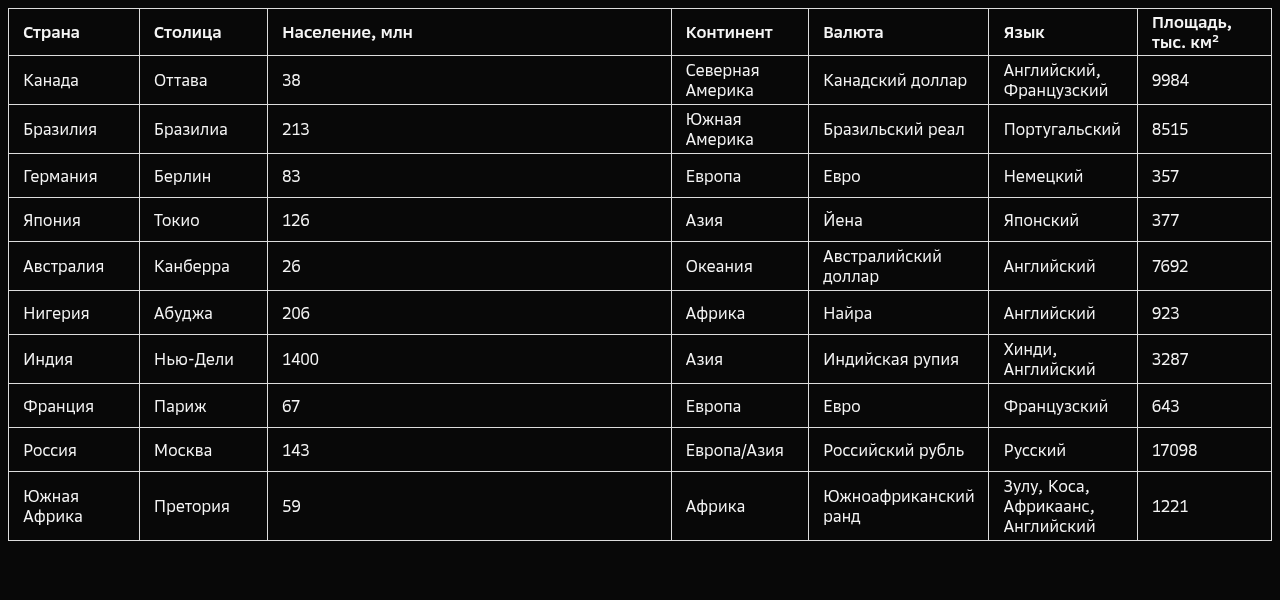 Страна Столица Население, млн Континент Валюта Язык Площадь,
тыс. км²
Канада Оттава 38 Северная
Америка Канадский доллар Английский,
Французский 9984
Бразилия Бразилиа 213 Южная
Америка Бразильский реал Португальский 8515
Германия Берлин 83 Европа Евро Немецкий 357
Япония Токио 126 Азия Йена Японский 377
Австралия Канберра 26 Океания Австралийский
доллар Английский 7692
Нигерия Абуджа 206 Африка Найра Английский 923
Индия Нью-Дели 1400 Азия Индийская рупия Хинди,
Английский 3287
Франция Париж 67 Европа Евро Французский 643
Россия Москва 143 Европа/Азия Российский рубль Русский 17098
Южная
Африка Претория 59 Африка Южноафриканский
ранд Зулу, Коса,
Африкаанс,
Английский 1221